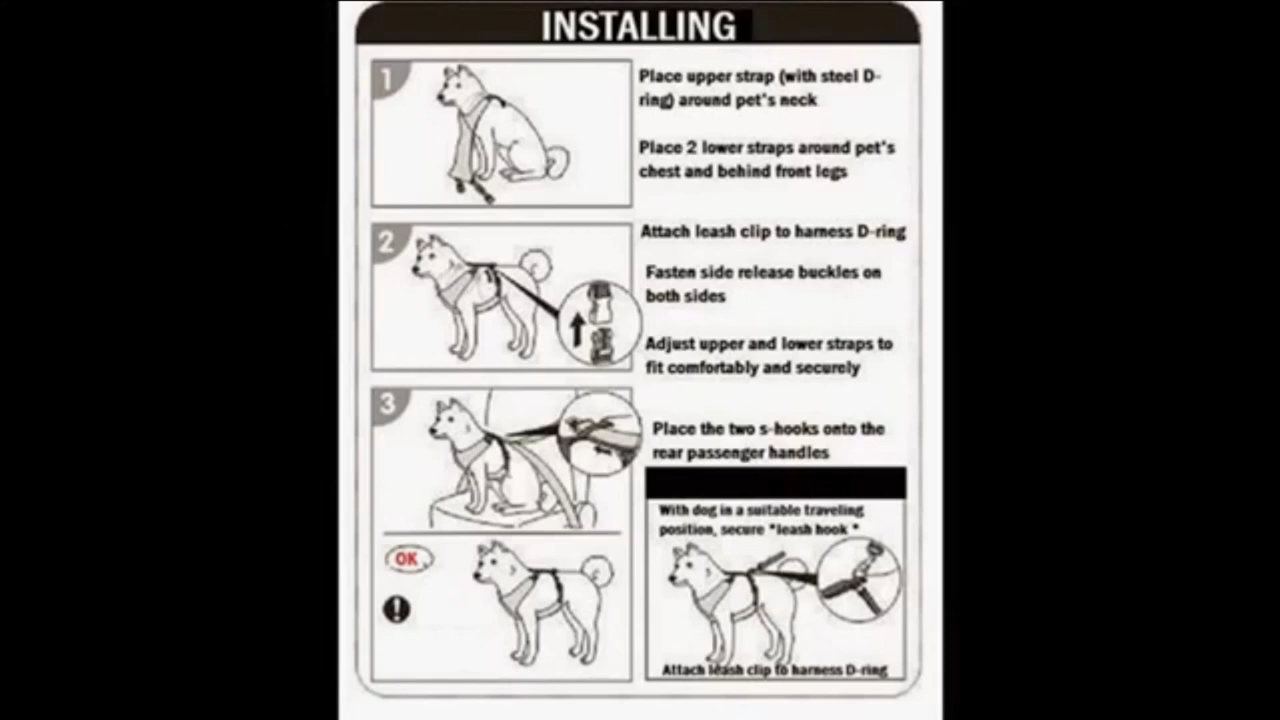 INSTALLING
1
Place upper strap (with steel D-
ring) around pet's neck
Place 2 lower straps around pet's
chest and behind front legs
2
Attach leash clip to harness D-ring
Fasten side release buckles on
both sides
Adjust upper and lower straps to
fit comfortably and securely
3
Place the two s-hooks onto the
rear passenger handles
With dog in a suitable traveling
position, secure "leash hook "
OK
!
Attach leash clip to harness D-ring